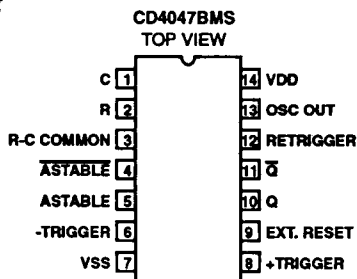 CD4047BMS
TOP VIEW
C 1 14 VDD
R 2 13 OSC OUT
R-C COMMON 3 12 RETRIGGER
A̅S̅T̅A̅B̅L̅E̅ 4 11 Q̅
ASTABLE 5 10 Q
-TRIGGER 6 9 EXT. RESET
VSS 7 8 +TRIGGER